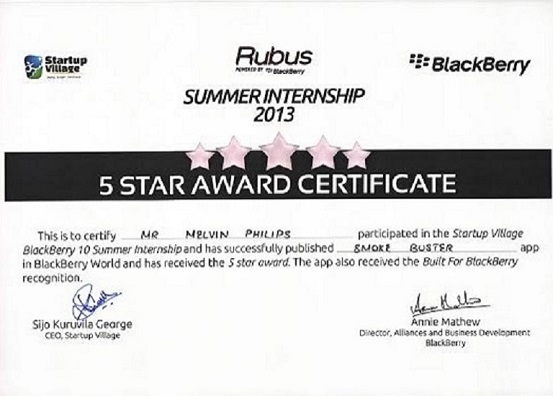 Startup
Village
Rubus
POWERED BY BlackBerry
BlackBerry
SUMMER INTERNSHIP
2013
5 STAR AWARD CERTIFICATE
This is to certify MR MELVIN PHILIPS participated in the Startup Village
BlackBerry 10 Summer Internship and has successfully published SMOKE BUSTER app
in BlackBerry World and has received the 5 star award. The app also received the Built For BlackBerry
recognition.
Sijo Kuruvila George
CEO, Startup Village
Annie Mathew
Director, Alliances and Business Development
BlackBerry